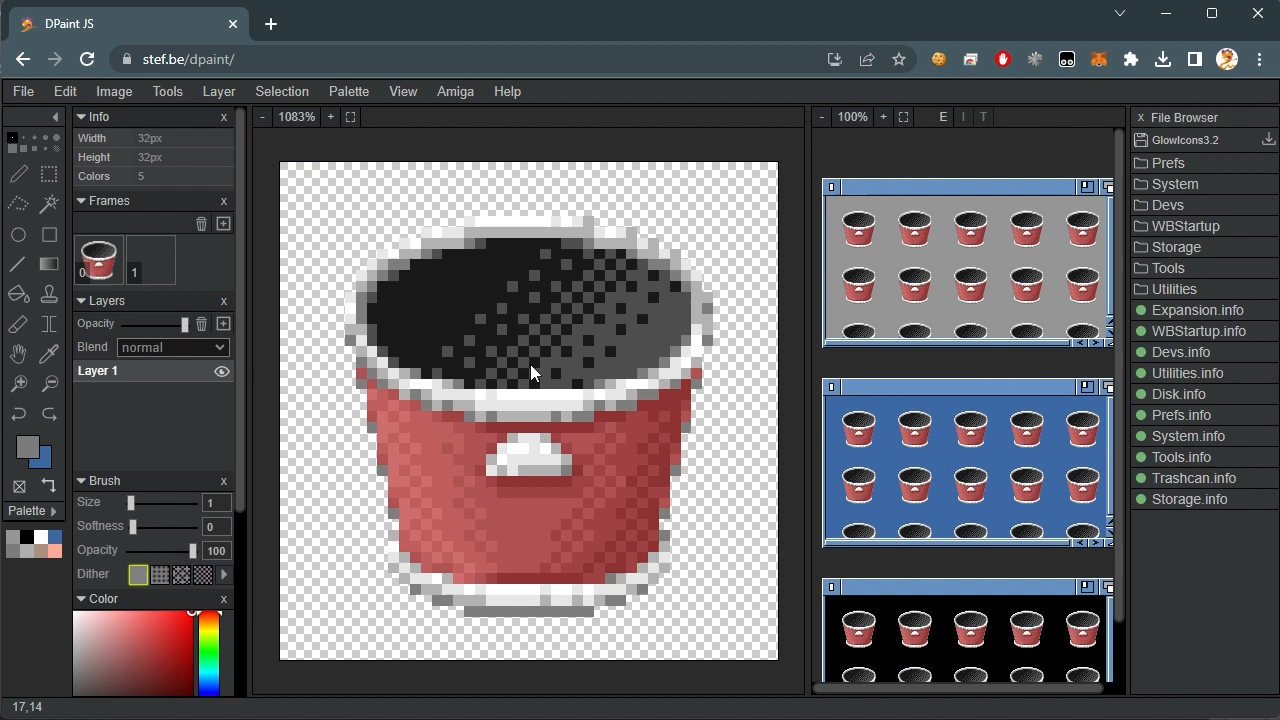 DPaint JS
stef.be/dpaint/
File Edit Image Tools Layer Selection Palette View Amiga Help
Info x
Width 32px
Height 32px
Colors 5
Frames x
0 1
Layers x
Opacity
Blend normal
Layer 1
Palette
Brush x
Size 1
Softness 0
Opacity 100
Dither
Color x
17,14
- 1083% +
- 100% + E I T
x File Browser
GlowIcons3.2
Prefs
System
Devs
WBStartup
Storage
Tools
Utilities
Expansion.info
WBStartup.info
Devs.info
Utilities.info
Disk.info
Prefs.info
System.info
Tools.info
Trashcan.info
Storage.info